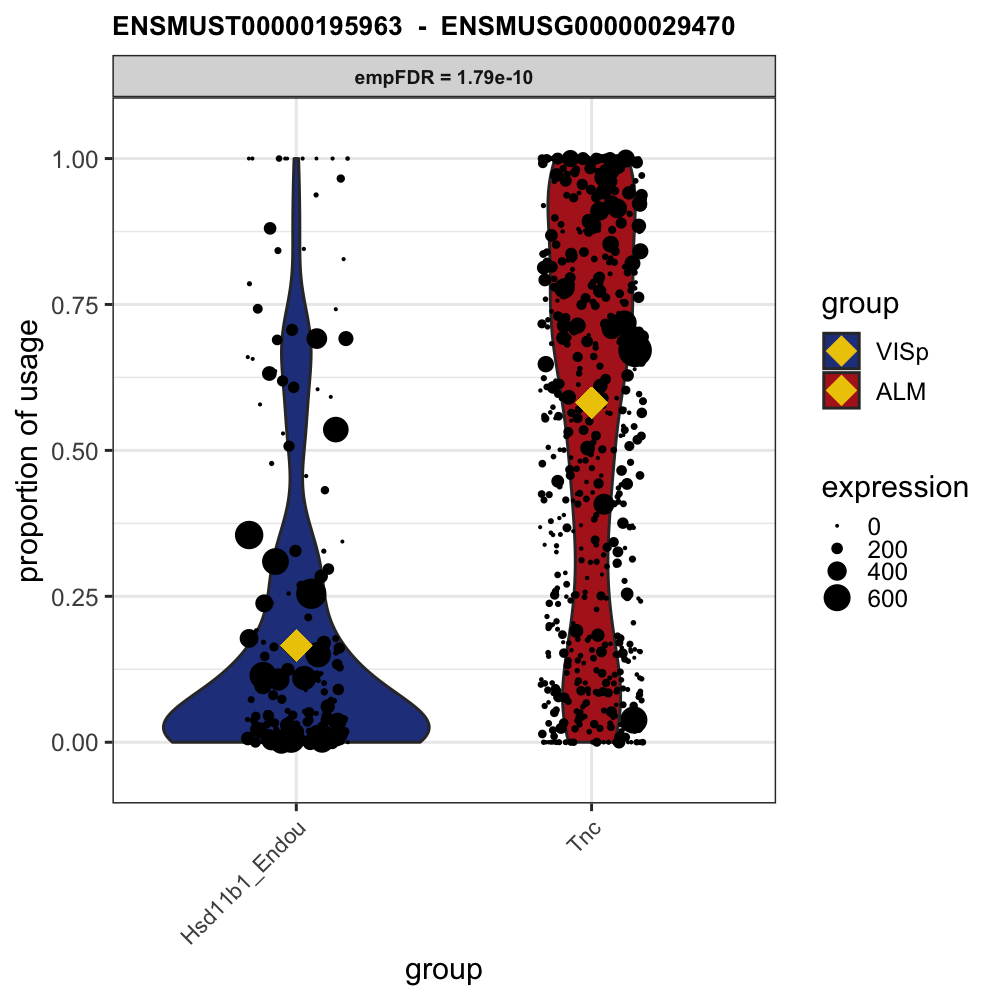 ENSMUST00000195963 - ENSMUSG00000029470
empFDR = 1.79e-10
proportion of usage
1.00
0.75
0.50
0.25
0.00
Hsd11b1_Endou
Tnc
group
group
VISp
ALM
expression
0
200
400
600